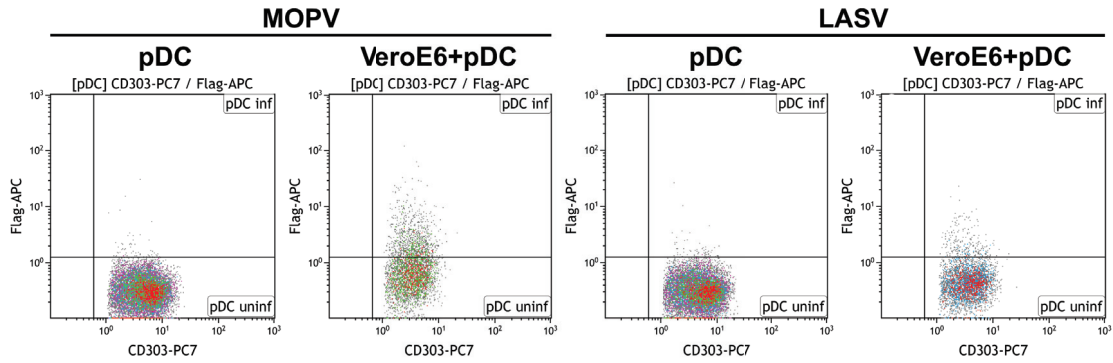 MOPV
LASV
pDC
VeroE6+pDC
pDC
VeroE6+pDC
[pDC] CD303-PC7 / Flag-APC
[pDC] CD303-PC7 / Flag-APC
[pDC] CD303-PC7 / Flag-APC
[pDC] CD303-PC7 / Flag-APC
10³
pDC inf
10²
Flag-APC
10¹
10⁰
pDC uninf
10⁰ 10¹ 10² 10³
CD303-PC7
10³
pDC inf
10²
Flag-APC
10¹
10⁰
pDC uninf
10⁰ 10¹ 10² 10³
CD303-PC7
10³
pDC inf
10²
Flag-APC
10¹
10⁰
pDC uninf
10⁰ 10¹ 10² 10³
CD303-PC7
10³
pDC inf
10²
Flag-APC
10¹
10⁰
pDC uninf
10⁰ 10¹ 10² 10³
CD303-PC7